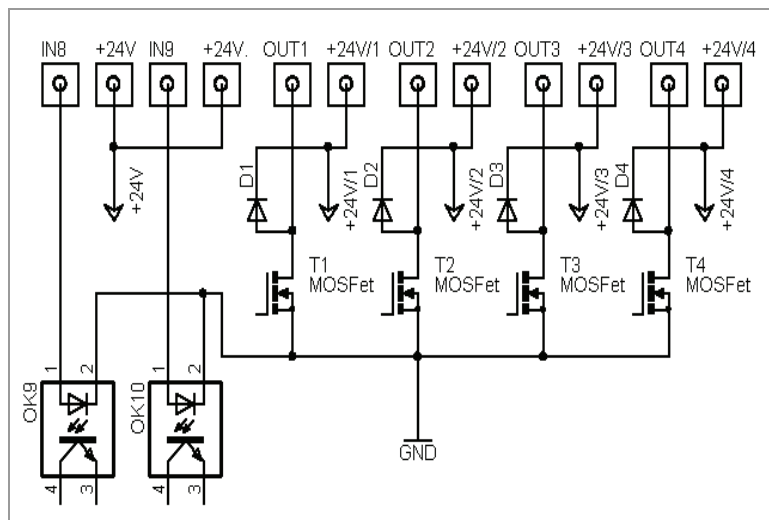 IN8 +24V IN9 +24V. OUT1 +24V/1 OUT2 +24V/2 OUT3 +24V/3 OUT4 +24V/4
D1 D2 D3 D4
+24V +24V/1 +24V/2 +24V/3 +24V/4
T1 T2 T3 T4
MOSFet MOSFet MOSFet MOSFet
1 2 1 2
OK9 OK10
GND
4 3 4 3